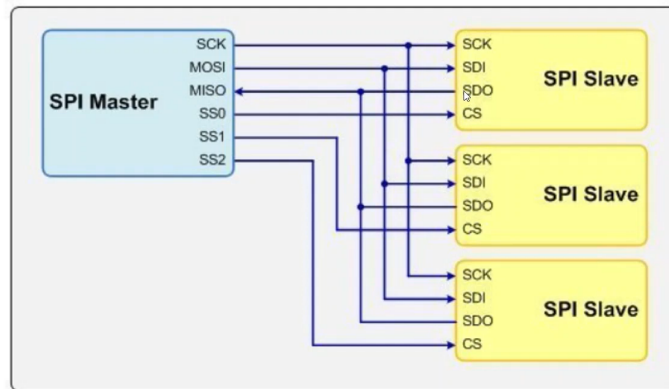 SPI Master
SCK
MOSI
MISO
SS0
SS1
SS2
SCK
SDI
SDO
CS
SPI Slave
SCK
SDI
SDO
CS
SPI Slave
SCK
SDI
SDO
CS
SPI Slave